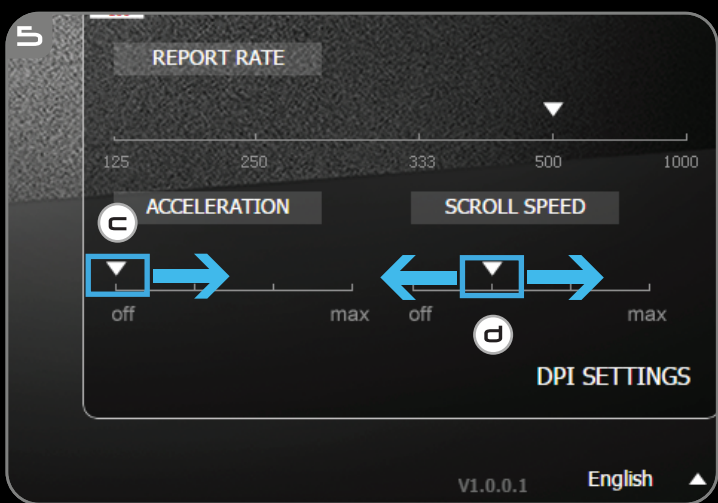 5
REPORT RATE
125 250 333 500 1000
ACCELERATION SCROLL SPEED
c
off max off max
d
DPI SETTINGS
V1.0.0.1 English